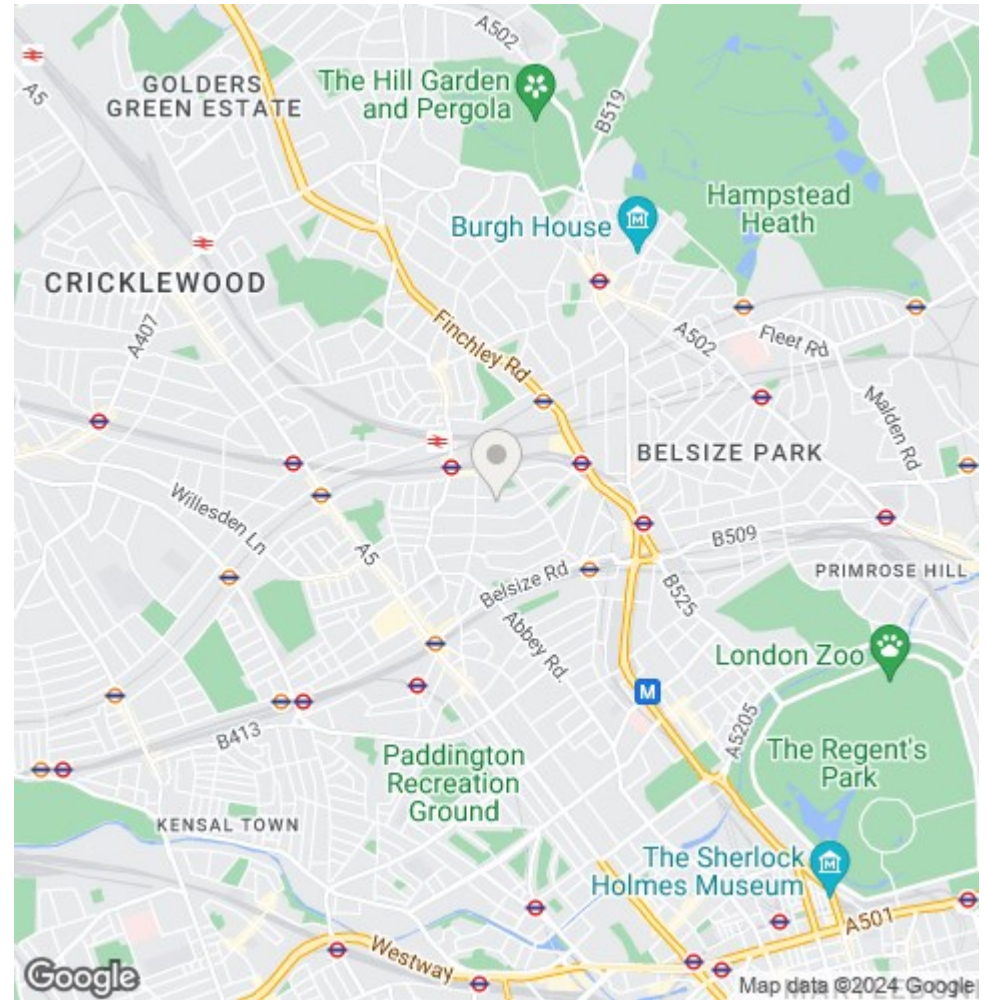 A502
GOLDERS
GREEN ESTATE
The Hill Garden
and Pergola
A5
B519
Hampstead
Heath
Burgh House
CRICKLEWOOD
A407
Finchley Rd
A502
Fleet Rd
Malden Rd
BELSIZE PARK
Willesden Ln
A5
B509
Belsize Rd
PRIMROSE HILL
B525
Abbey Rd.
London Zoo
M
A5205
B413
The Regent's
Park
Paddington
Recreation
Ground
KENSAL TOWN
The Sherlock
Holmes Museum
A501
Westway
Google
Map data ©2024 Google